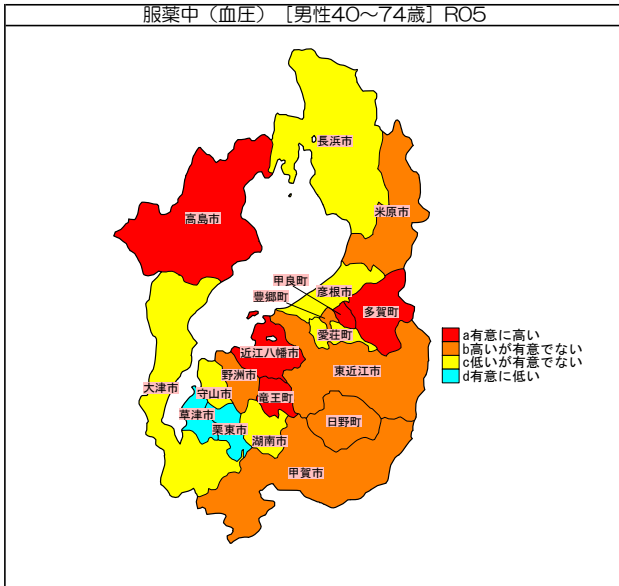 服薬中（血圧）［男性40～74歳］R05
長浜市
高島市
米原市
甲良町
豊郷町
彦根市
多賀町
愛荘町
近江八幡市
東近江市
野洲市
大津市
守山市
竜王町
草津市
栗東市
日野町
湖南市
甲賀市
a有意に高い
b高いが有意でない
c低いが有意でない
d有意に低い